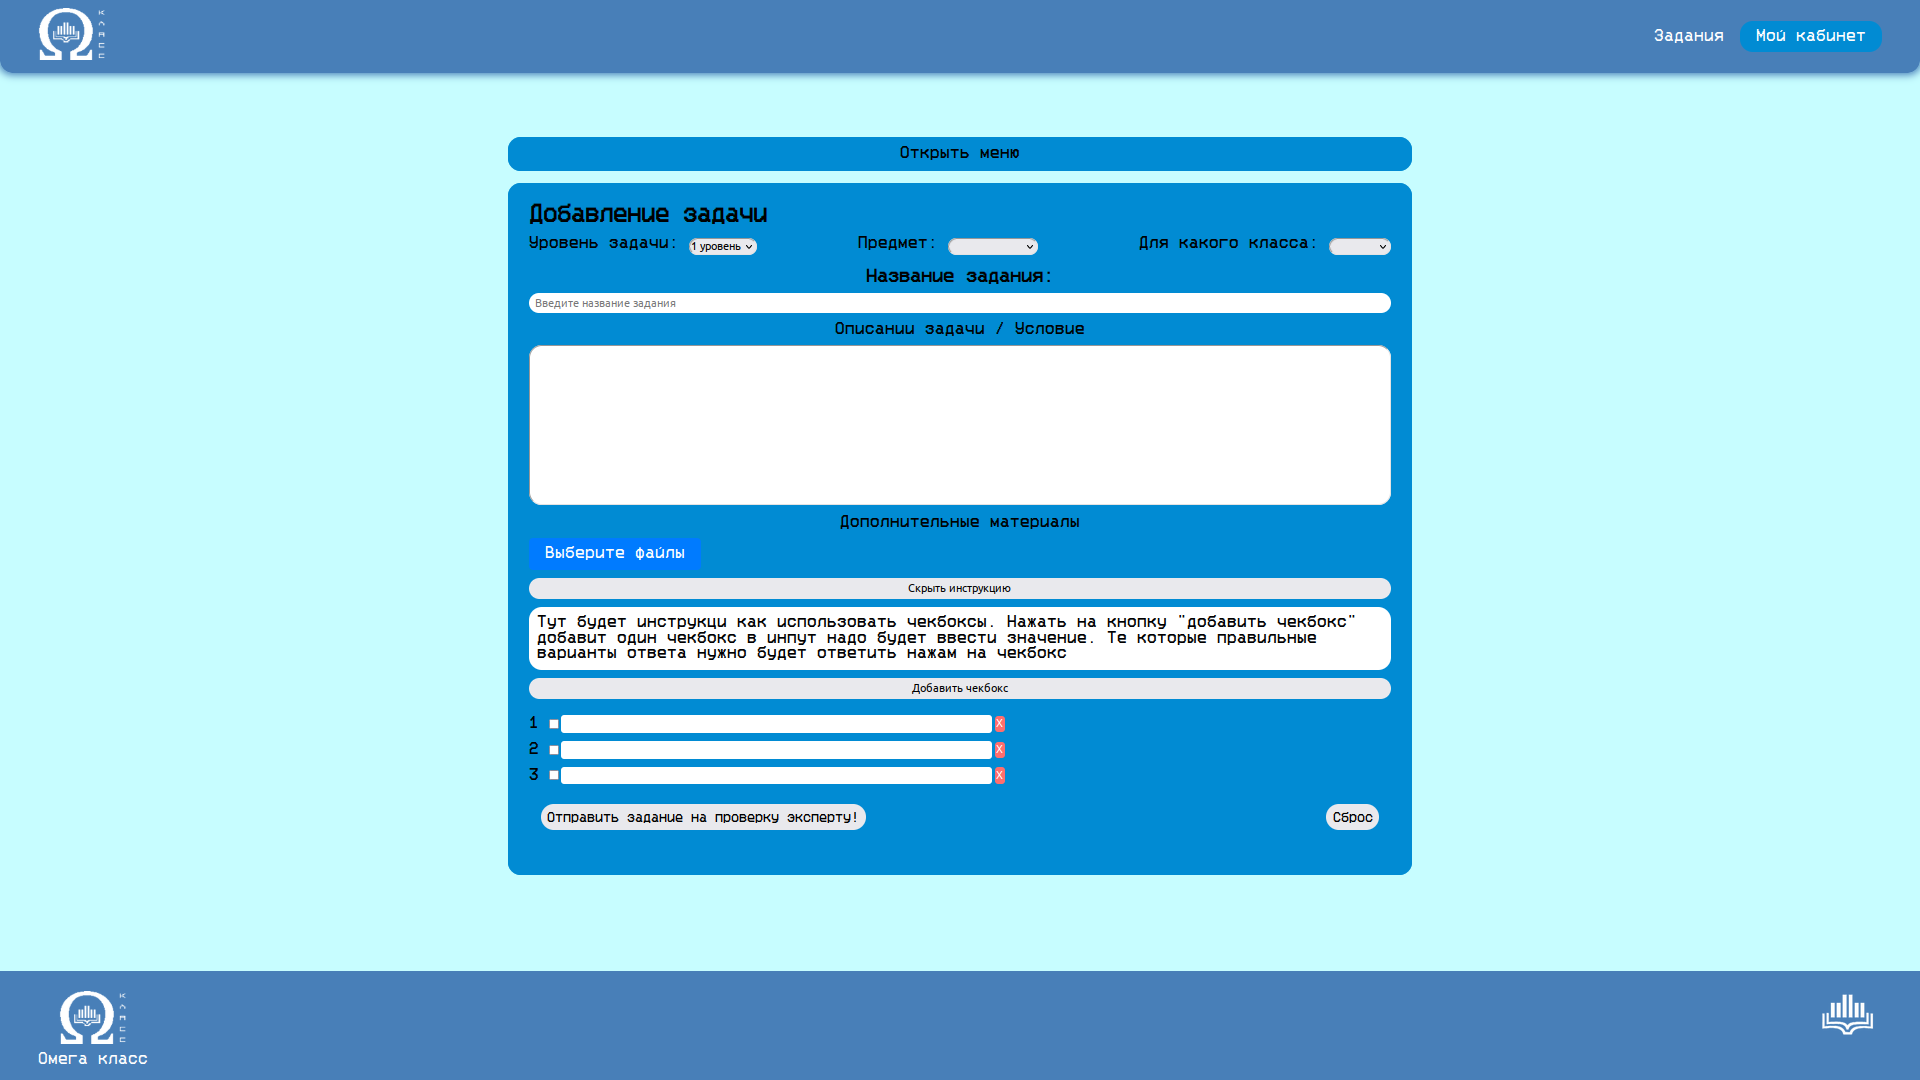 КЛАСС
Задания
Мой кабинет
Открыть меню
Добавление задачи
Уровень задачи: 1 уровень
Предмет:
Для какого класса:
Название задания:
Введите название задания
Описании задачи / Условие
Дополнительные материалы
Выберите файлы
Скрыть инструкцию
Тут будет инструкци как использовать чекбоксы. Нажать на кнопку "добавить чекбокс"
добавит один чекбокс в инпут надо будет ввести значение. Те которые правильные
варианты ответа нужно будет ответить нажам на чекбокс
Добавить чекбокс
1 X
2 X
3 X
Отправить задание на проверку эксперту!
Сброс
КЛАСС
Омега класс